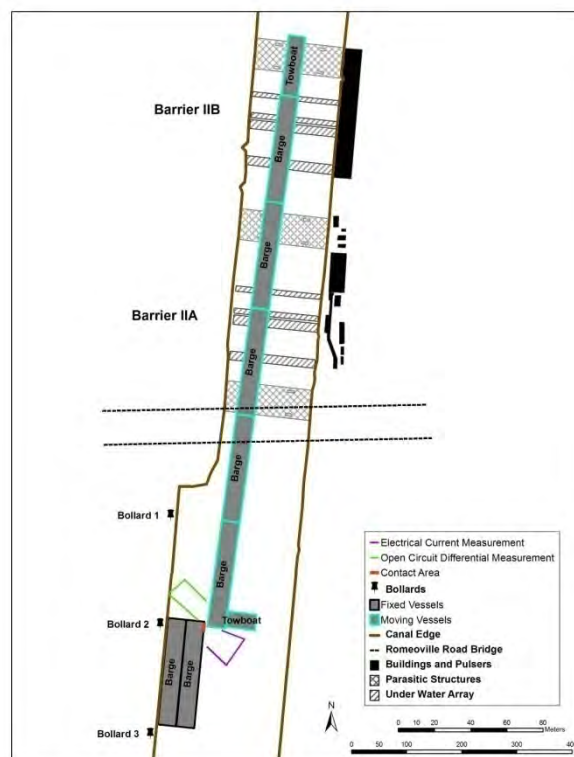 Towboat
Barrier IIB
Barge
Barge
Barrier IIA
Barge
Barge
Bollard 1
Barge
Towboat
Bollard 2
Barge
Barge
Bollard 3
Electrical Current Measurement
Open Circuit Differential Measurement
Contact Area
Bollards
Fixed Vessels
Moving Vessels
Canal Edge
Romeoville Road Bridge
Buildings and Pulsers
Parasitic Structures
Under Water Array
N
0 20 40 60 80
Meters
0 50 100 200 300 40